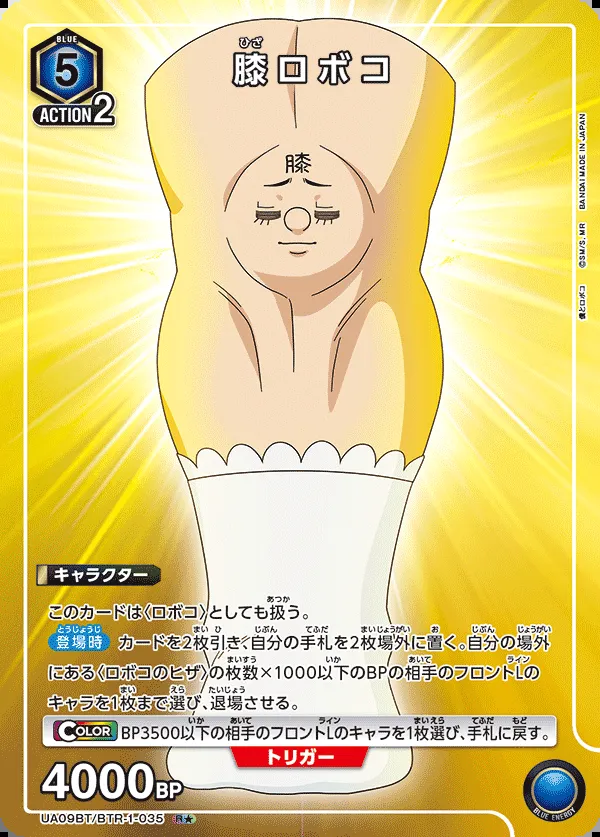 BLUE
5
ACTION2
ひざ
膝ロボコ
膝
僕とロボコ ©SM/S, MR BANDAI MADE IN JAPAN
キャラクター
このカードは〈ロボコ〉としても扱う。
登場時 カードを2枚引き、自分の手札を2枚場外に置く。自分の場外
にある〈ロボコのヒザ〉の枚数×1000以下のBPの相手のフロントLの
キャラを1枚まで選び、退場させる。
COLOR BP3500以下の相手のフロントLのキャラを1枚選び、手札に戻す。
トリガー
4000BP
UA09BT/BTR-1-035 R★
BLUE ENERGY